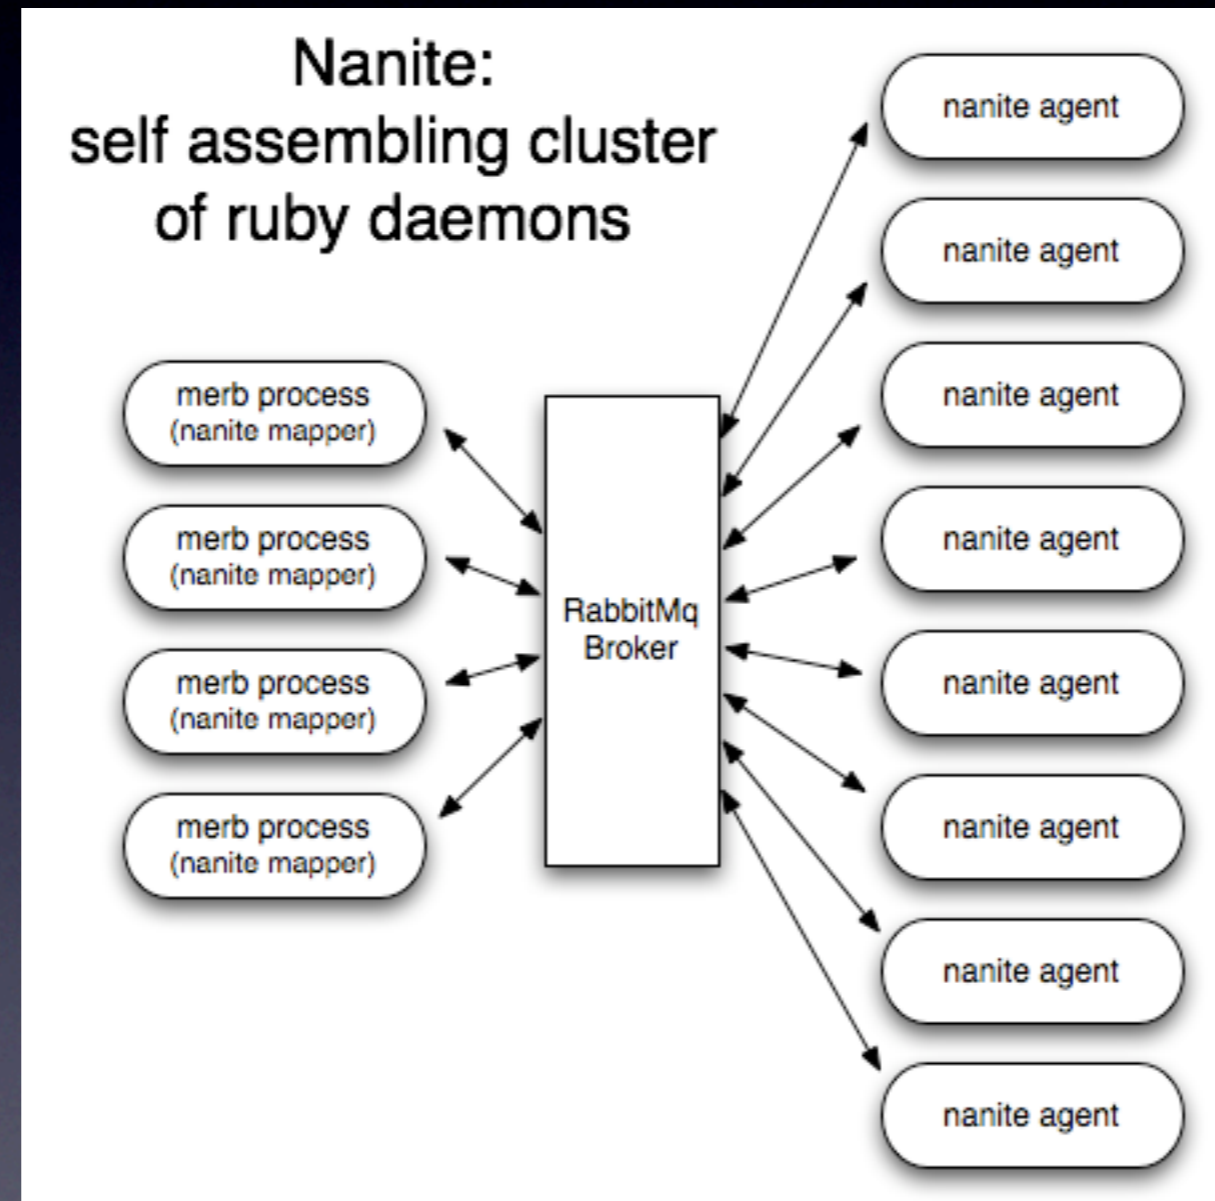 Nanite:
self assembling cluster
of ruby daemons
merb process
(nanite mapper)
merb process
(nanite mapper)
merb process
(nanite mapper)
merb process
(nanite mapper)
RabbitMq
Broker
nanite agent
nanite agent
nanite agent
nanite agent
nanite agent
nanite agent
nanite agent
nanite agent